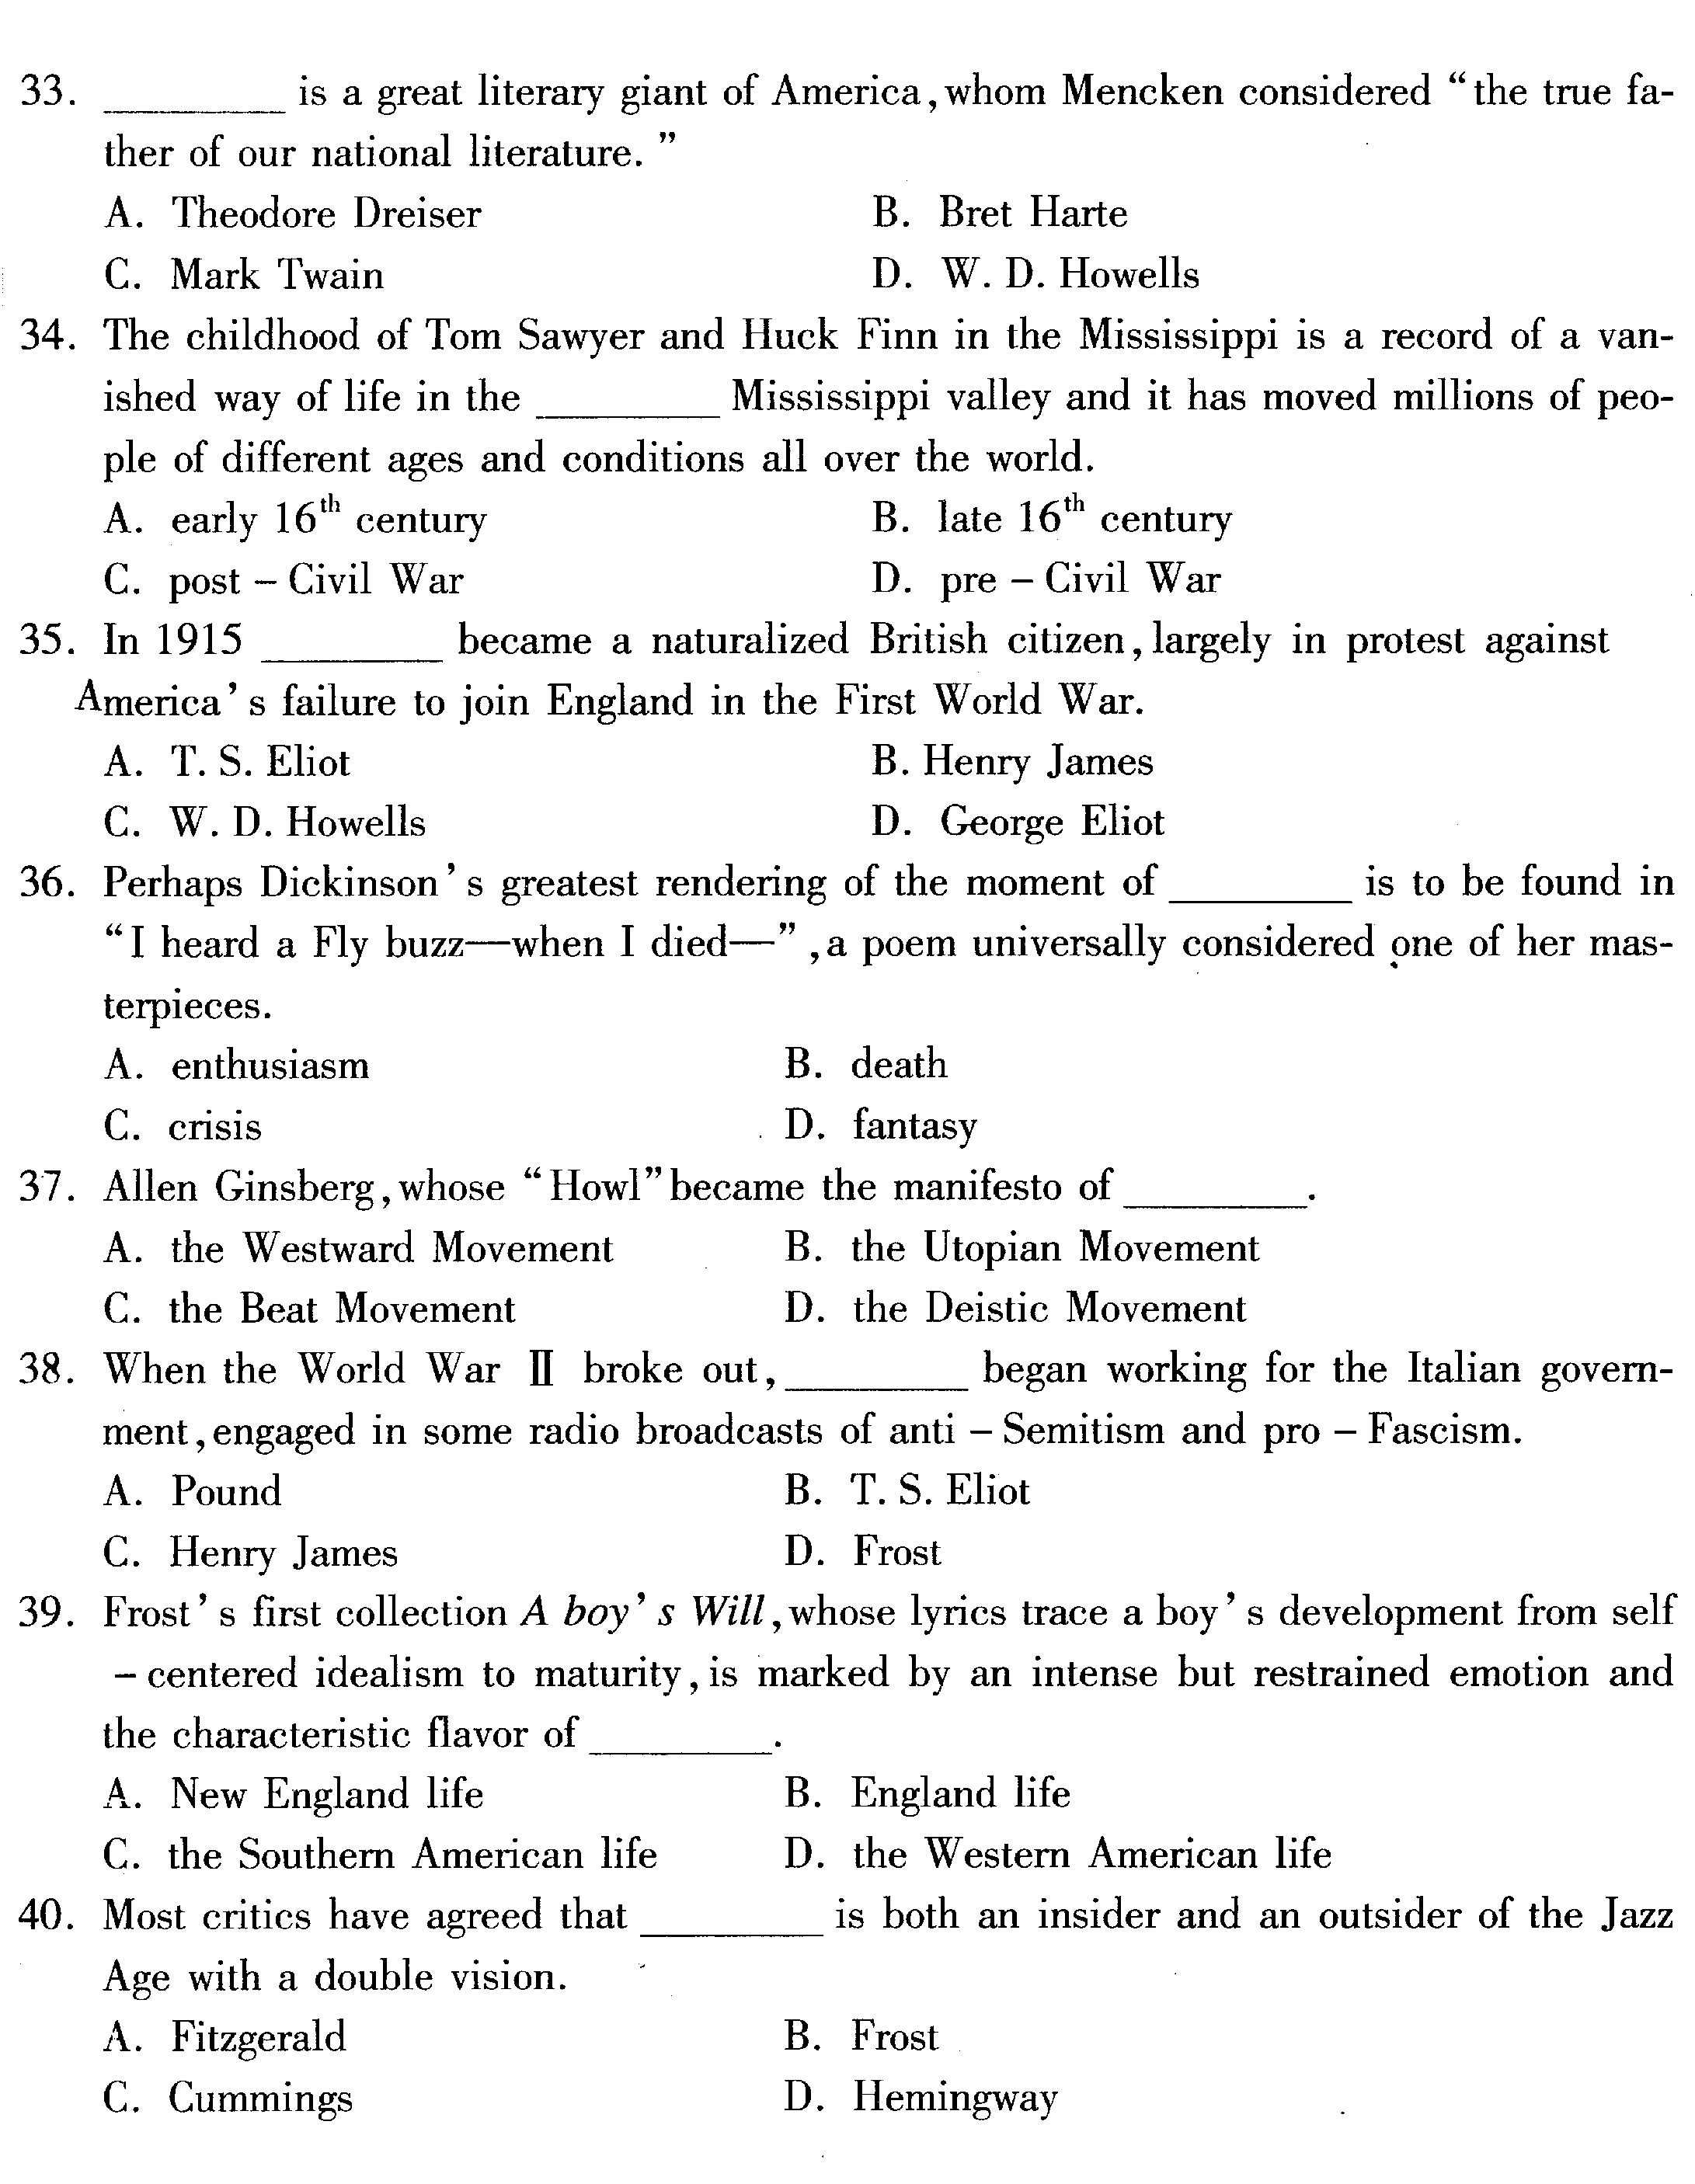 33. ________ is a great literary giant of America,whom Mencken considered “the true fa-
ther of our national literature.”
A. Theodore Dreiser B. Bret Harte
C. Mark Twain D. W. D. Howells
34. The childhood of Tom Sawyer and Huck Finn in the Mississippi is a record of a van-
ished way of life in the ________ Mississippi valley and it has moved millions of peo-
ple of different ages and conditions all over the world.
A. early 16th century B. late 16th century
C. post – Civil War D. pre – Civil War
35. In 1915 ________ became a naturalized British citizen,largely in protest against
America’s failure to join England in the First World War.
A. T. S. Eliot B. Henry James
C. W. D. Howells D. George Eliot
36. Perhaps Dickinson’s greatest rendering of the moment of ________ is to be found in
“I heard a Fly buzz—when I died—”,a poem universally considered one of her mas-
terpieces.
A. enthusiasm B. death
C. crisis D. fantasy
37. Allen Ginsberg,whose “Howl”became the manifesto of ________.
A. the Westward Movement B. the Utopian Movement
C. the Beat Movement D. the Deistic Movement
38. When the World War Ⅱ broke out,________ began working for the Italian govern-
ment,engaged in some radio broadcasts of anti – Semitism and pro – Fascism.
A. Pound B. T. S. Eliot
C. Henry James D. Frost
39. Frost’s first collection A boy’s Will,whose lyrics trace a boy’s development from self
– centered idealism to maturity,is marked by an intense but restrained emotion and
the characteristic flavor of ________.
A. New England life B. England life
C. the Southern American life D. the Western American life
40. Most critics have agreed that ________ is both an insider and an outsider of the Jazz
Age with a double vision.
A. Fitzgerald B. Frost
C. Cummings D. Hemingway